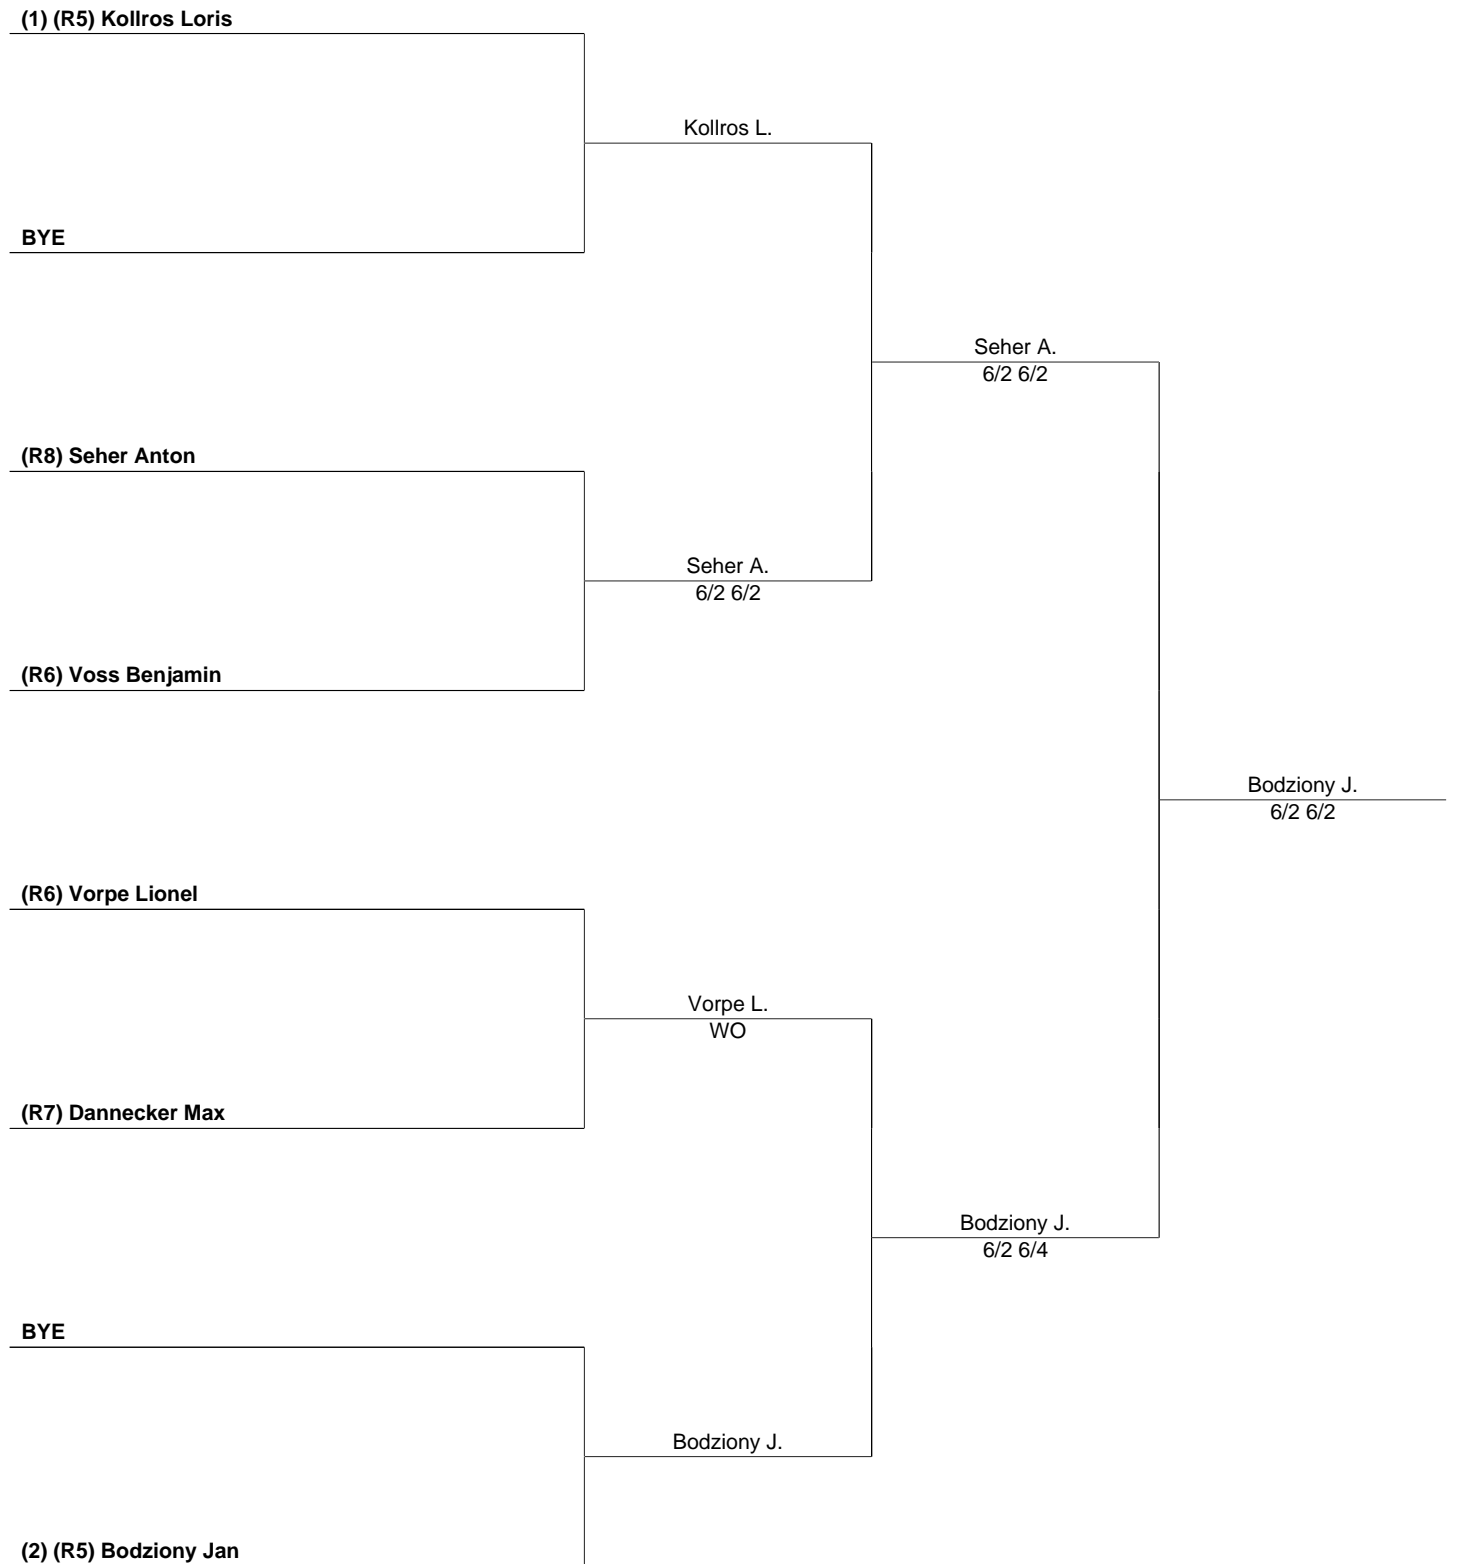 (1) (R5) Kollros Loris
Kollros L.
BYE
Seher A.
6/2 6/2
(R8) Seher Anton
Seher A.
6/2 6/2
(R6) Voss Benjamin
Bodziony J.
6/2 6/2
(R6) Vorpe Lionel
Vorpe L.
WO
(R7) Dannecker Max
Bodziony J.
6/2 6/4
BYE
Bodziony J.
(2) (R5) Bodziony Jan